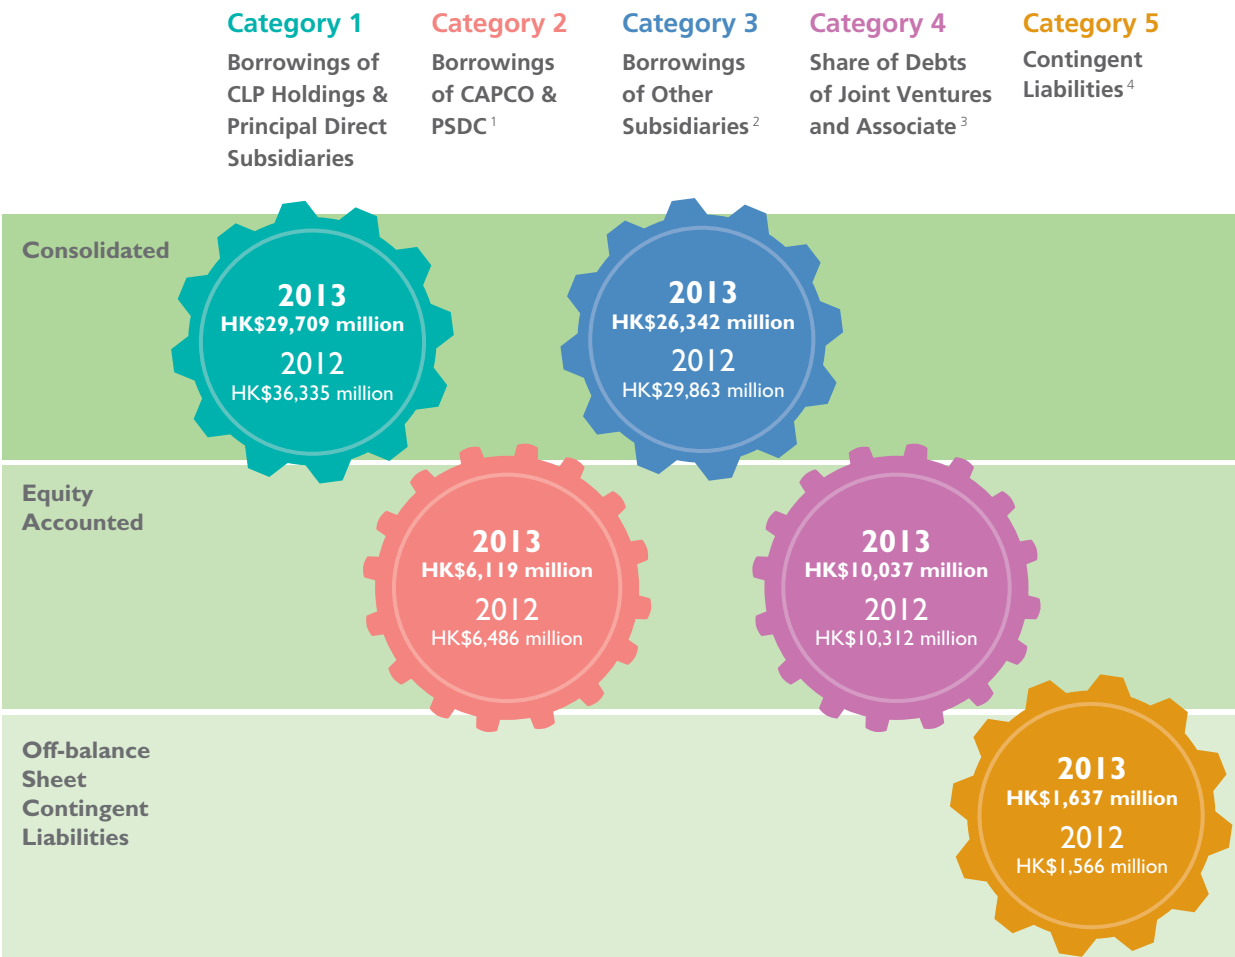 Category 1
Borrowings of
CLP Holdings &
Principal Direct
Subsidiaries
Category 2
Borrowings
of CAPCO &
PSDC 1
Category 3
Borrowings
of Other
Subsidiaries 2
Category 4
Share of Debts
of Joint Ventures
and Associate 3
Category 5
Contingent
Liabilities 4
Consolidated
2013
HK$29,709 million
2012
HK$36,335 million
2013
HK$26,342 million
2012
HK$29,863 million
Equity
Accounted
2013
HK$6,119 million
2012
HK$6,486 million
2013
HK$10,037 million
2012
HK$10,312 million
Off-balance
Sheet
Contingent
Liabilities
2013
HK$1,637 million
2012
HK$1,566 million